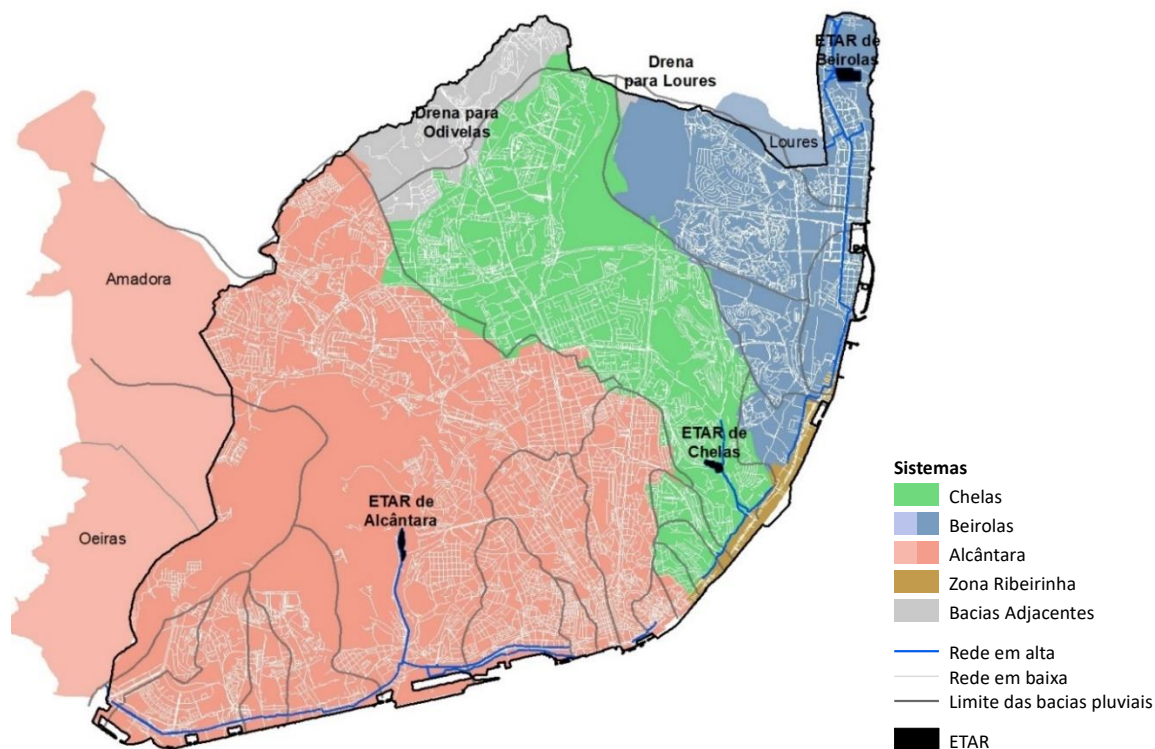 ETAR de
Beirolas
Drena
para Loures
Drena para
Odivelas
Loures
Amadora
ETAR de
Chelas
ETAR de
Alcântara
Oeiras
Sistemas
Chelas
Beirolas
Alcântara
Zona Ribeirinha
Bacias Adjacentes
Rede em alta
Rede em baixa
Limite das bacias pluviais
ETAR